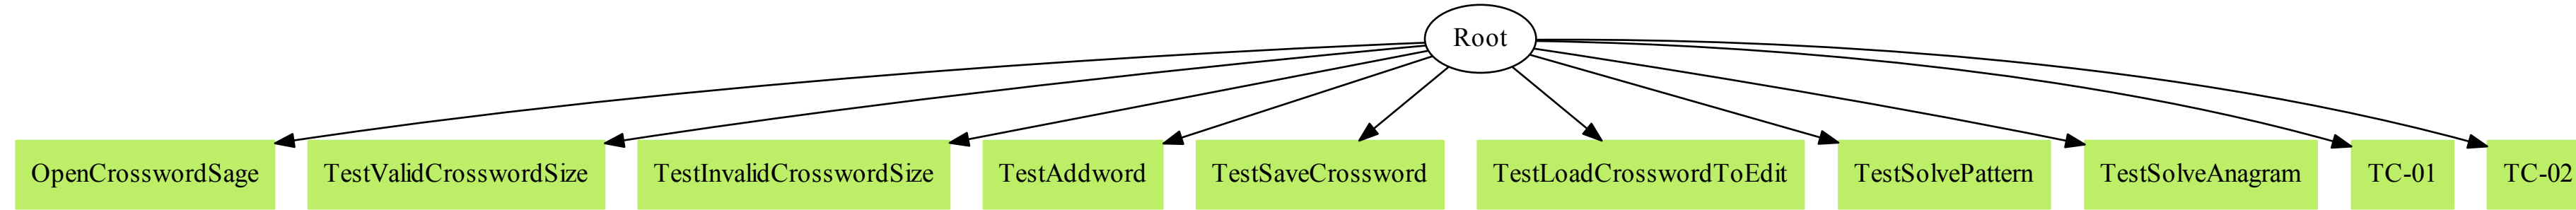 Root
OpenCrosswordSage
TestValidCrosswordSize
TestInvalidCrosswordSize
TestAddword
TestSaveCrossword
TestLoadCrosswordToEdit
TestSolvePattern
TestSolveAnagram
TC-01
TC-02